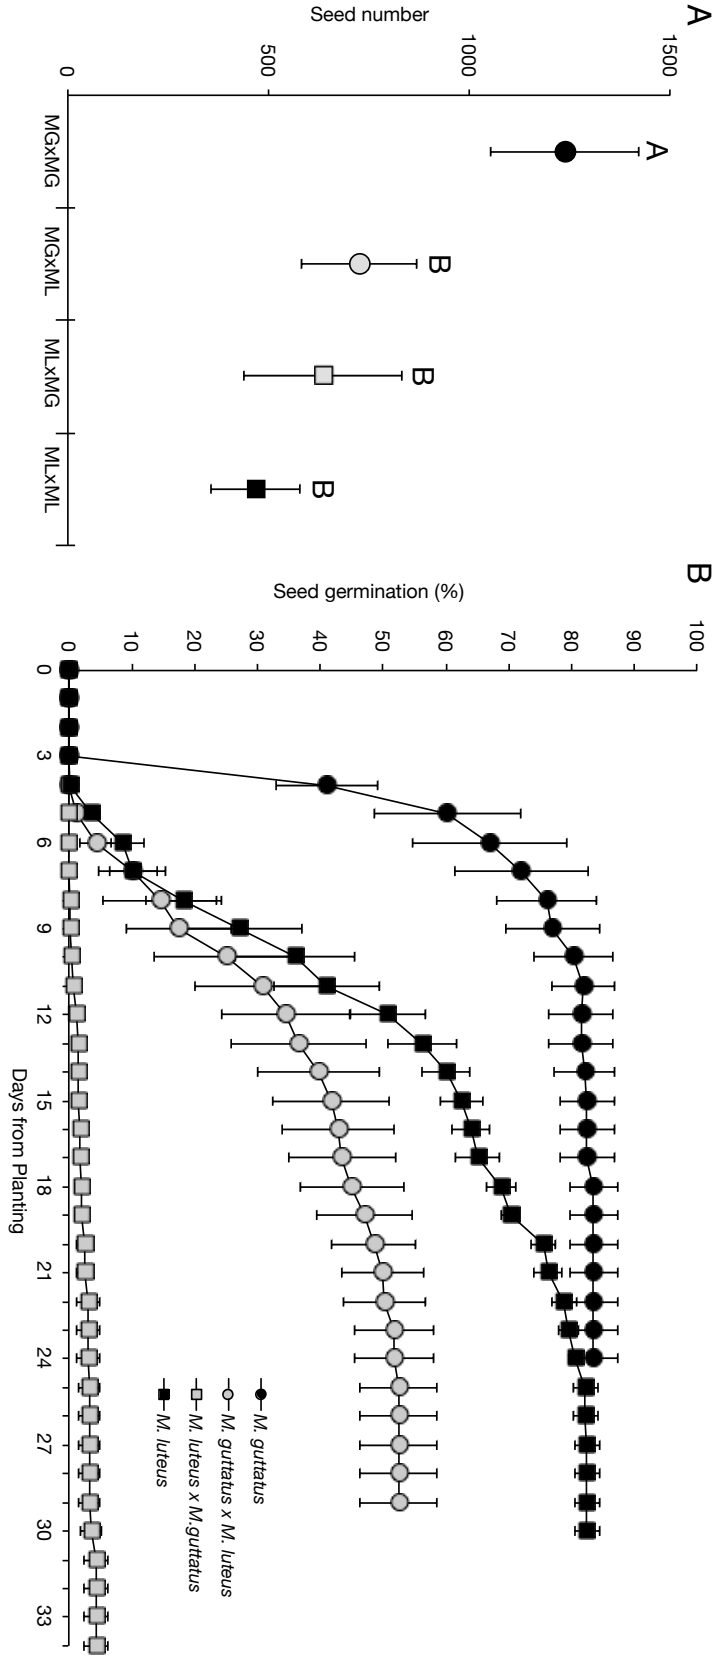 A
Seed number
1500
1000
500
0
A
B
B
B
MGxMG
MGxML
MLxMG
MLxML
B
Seed germination (%)
100
90
80
70
60
50
40
30
20
10
0
M. guttatus
M. guttatus x M. luteus
M. luteus x M.guttatus
M. luteus
0
3
6
9
12
15
18
21
24
27
30
33
Days from Planting